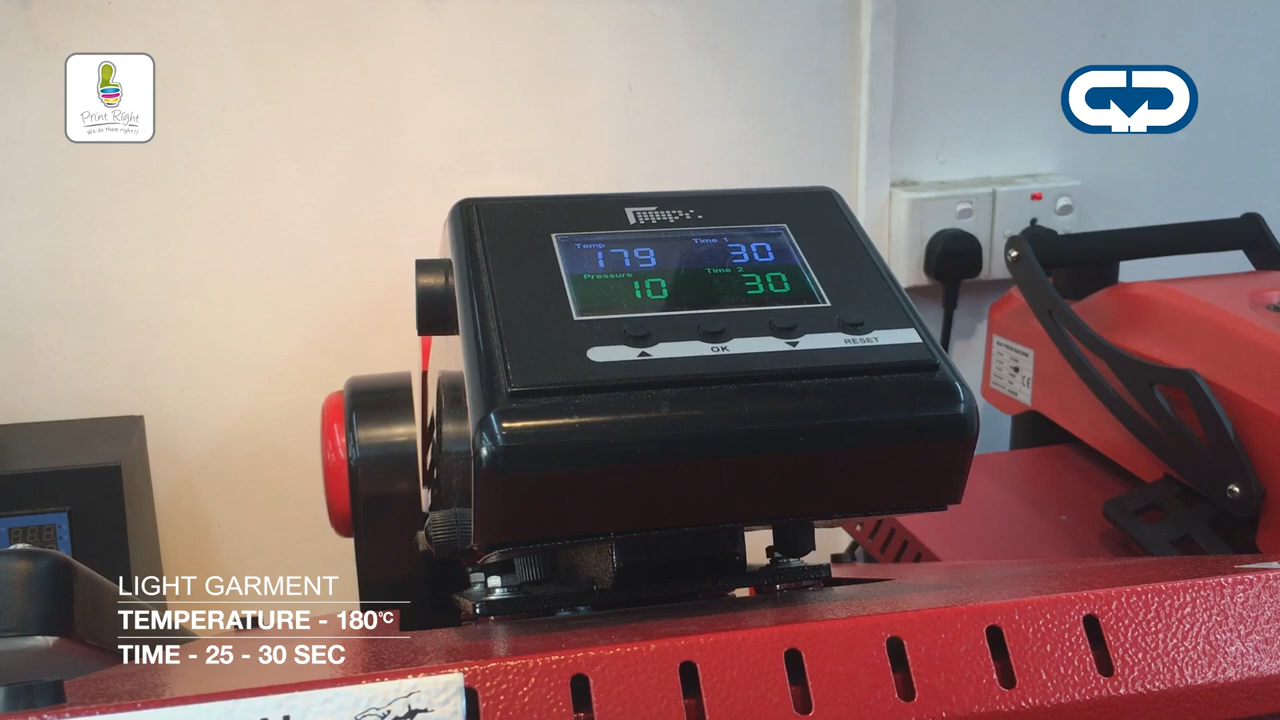 Print Right
We do them right!!
Temp
179
Time 1
30
Pressure
10
Time 2
30
OK
RESET
LIGHT GARMENT
TEMPERATURE - 180°C
TIME - 25 - 30 SEC